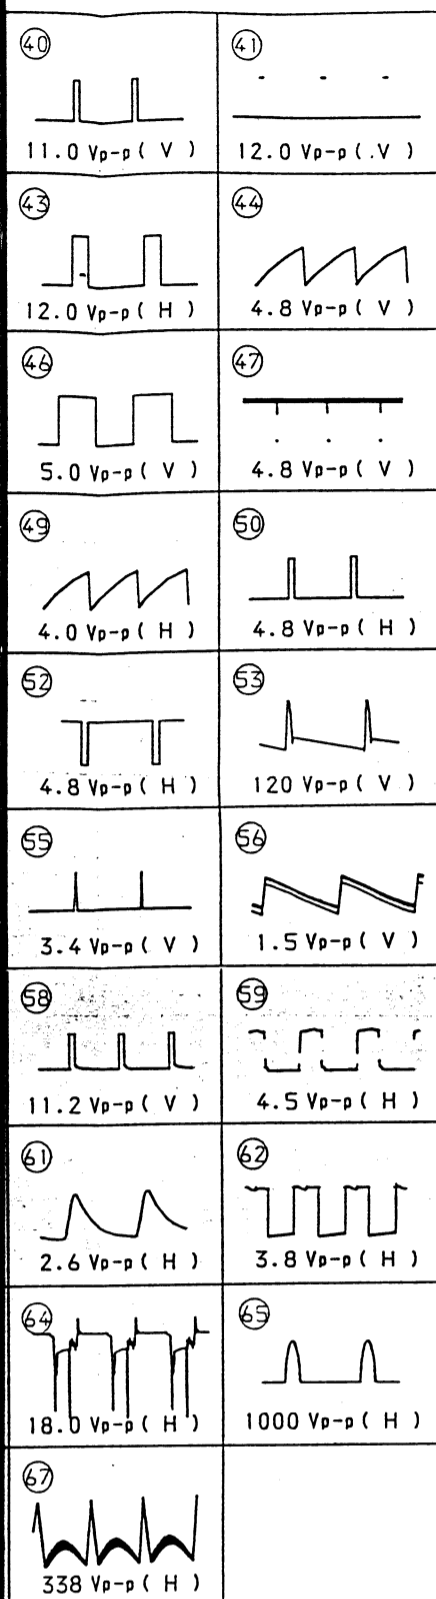 40 41
11.0 Vp-p ( V ) 12.0 Vp-p (.V )
43 44
12.0 Vp-p ( H ) 4.8 Vp-p ( V )
46 47
5.0 Vp-p ( V ) 4.8 Vp-p ( V )
49 50
4.0 Vp-p ( H ) 4.8 Vp-p ( H )
52 53
4.8 Vp-p ( H ) 120 Vp-p ( V )
55 56
3.4 Vp-p ( V ) 1.5 Vp-p ( V )
58 59
11.2 Vp-p ( V ) 4.5 Vp-p ( H )
61 62
2.6 Vp-p ( H ) 3.8 Vp-p ( H )
64 65
18.0 Vp-p ( H ) 1000 Vp-p ( H )
67
338 Vp-p ( H )